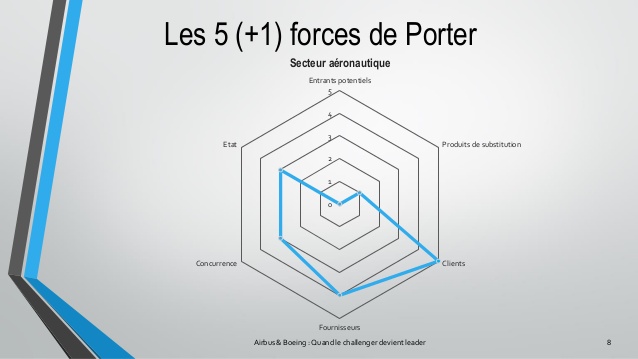 Les 5 (+1) forces de Porter
Secteur aéronautique
Entrants potentiels
5
4
3
2
1
0
Etat
Produits de substitution
Concurrence
Clients
Fournisseurs
Airbus & Boeing : Quand le challenger devient leader
8